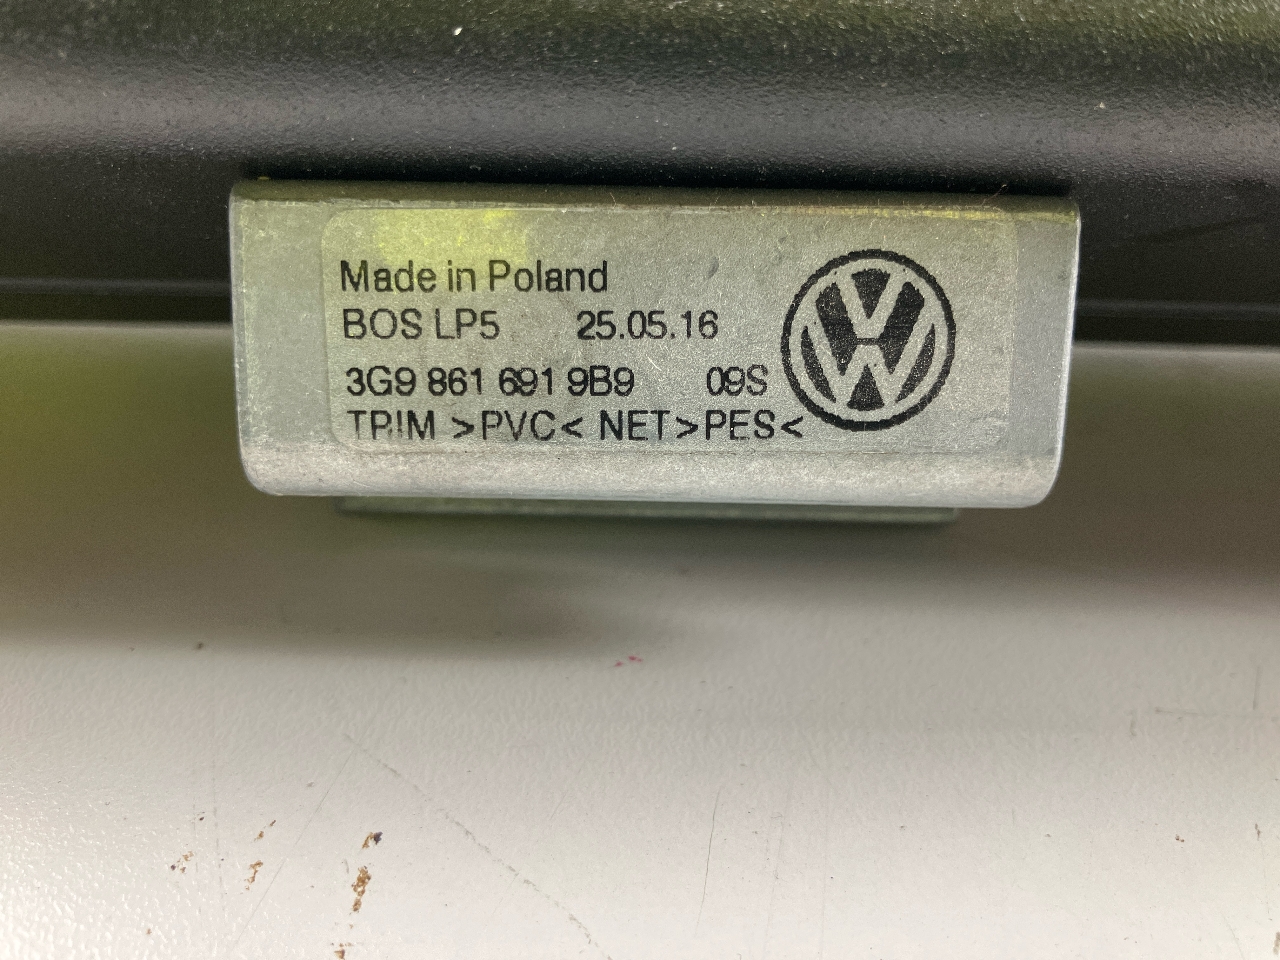 Made in Poland
BOS LP5 25.05.16
3G9 861 691 9B9 09S
TRIM >PVC< NET>PES<